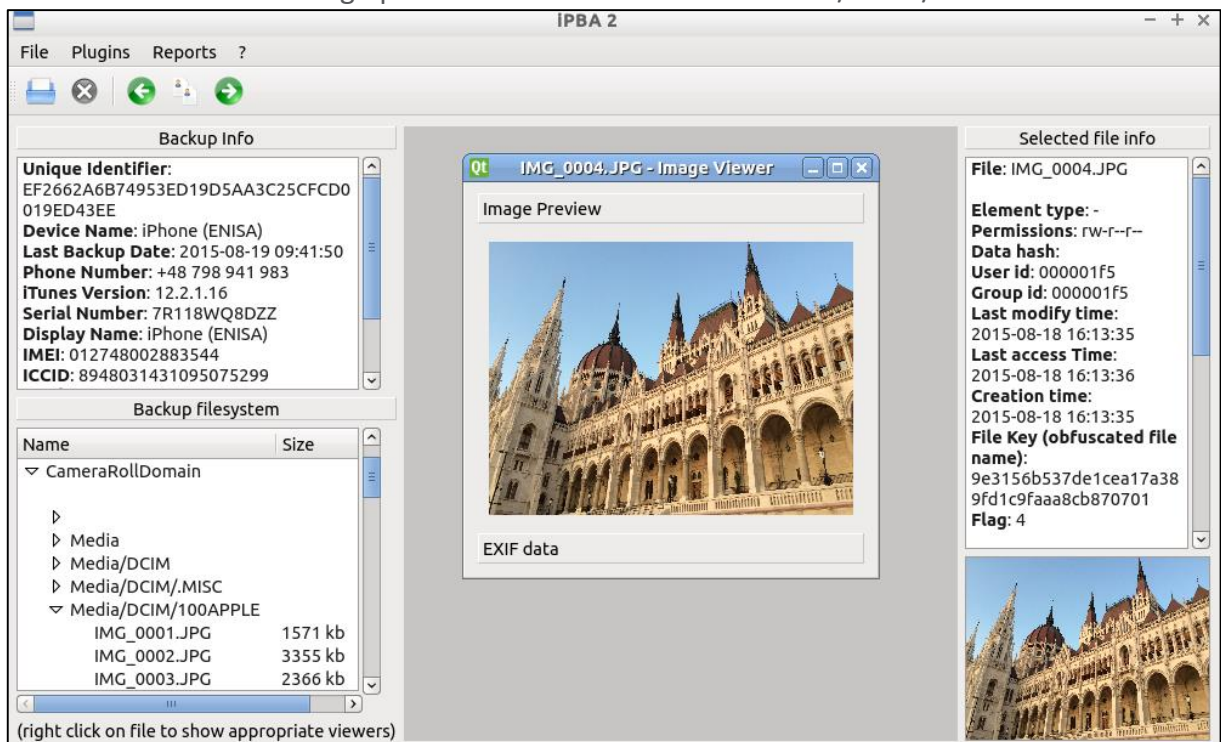 iPBA 2
File Plugins Reports ?
Backup Info
Unique Identifier:
EF2662A6B74953ED19D5AA3C25CFCD0
019ED43EE
Device Name: iPhone (ENISA)
Last Backup Date: 2015-08-19 09:41:50
Phone Number: +48 798 941 983
iTunes Version: 12.2.1.16
Serial Number: 7R118WQ8DZZ
Display Name: iPhone (ENISA)
IMEI: 012748002883544
ICCID: 8948031431095075299
Backup filesystem
Name Size
CameraRollDomain
Media
Media/DCIM
Media/DCIM/.MISC
Media/DCIM/100APPLE
IMG_0001.JPG 1571 kb
IMG_0002.JPG 3355 kb
IMG_0003.JPG 2366 kb
(right click on file to show appropriate viewers)
Qt IMG_0004.JPG - Image Viewer
Image Preview
EXIF data
Selected file info
File: IMG_0004.JPG
Element type: -
Permissions: rw-r--r--
Data hash:
User id: 000001f5
Group id: 000001f5
Last modify time:
2015-08-18 16:13:35
Last access Time:
2015-08-18 16:13:36
Creation time:
2015-08-18 16:13:35
File Key (obfuscated file
name):
9e3156b537de1cea17a38
9fd1c9faaa8cb870701
Flag: 4